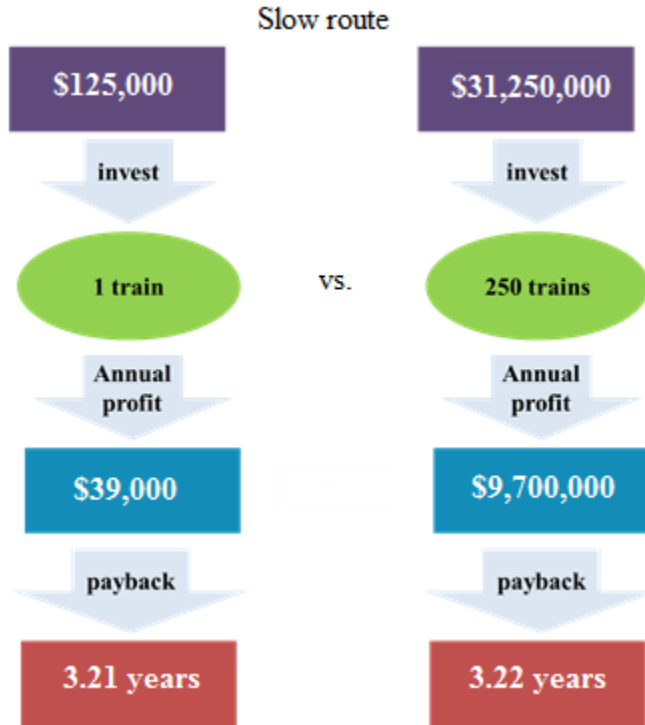 Slow route
$125,000
$31,250,000
invest
invest
1 train
vs.
250 trains
Annual
profit
Annual
profit
$39,000
$9,700,000
payback
payback
3.21 years
3.22 years